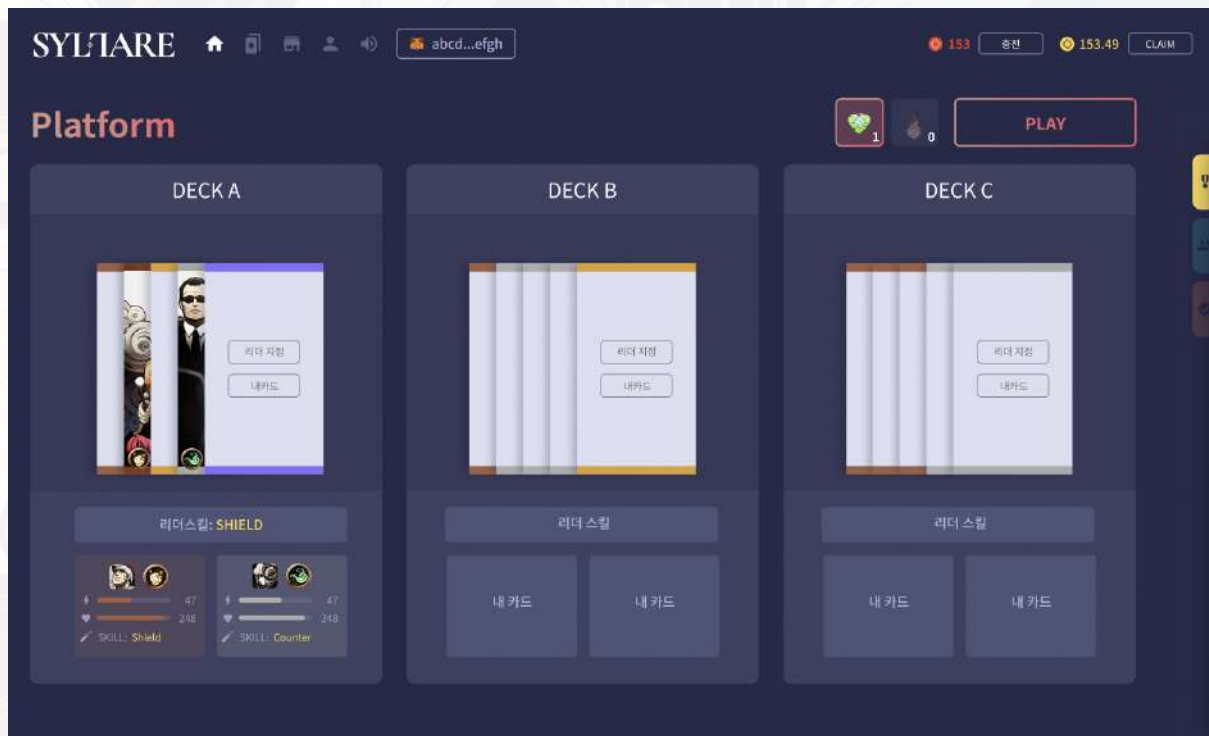 SYLTARE
abcd...efgh
153 충전 153.49 CLAIM
Platform
1
0
PLAY
DECK A
리더 지정
내카드
리더스킬: SHIELD
47
248
SKILL: Shield
47
248
SKILL: Counter
DECK B
리더 지정
내카드
리더 스킬
내 카드
내 카드
DECK C
리더 지정
내카드
리더 스킬
내 카드
내 카드